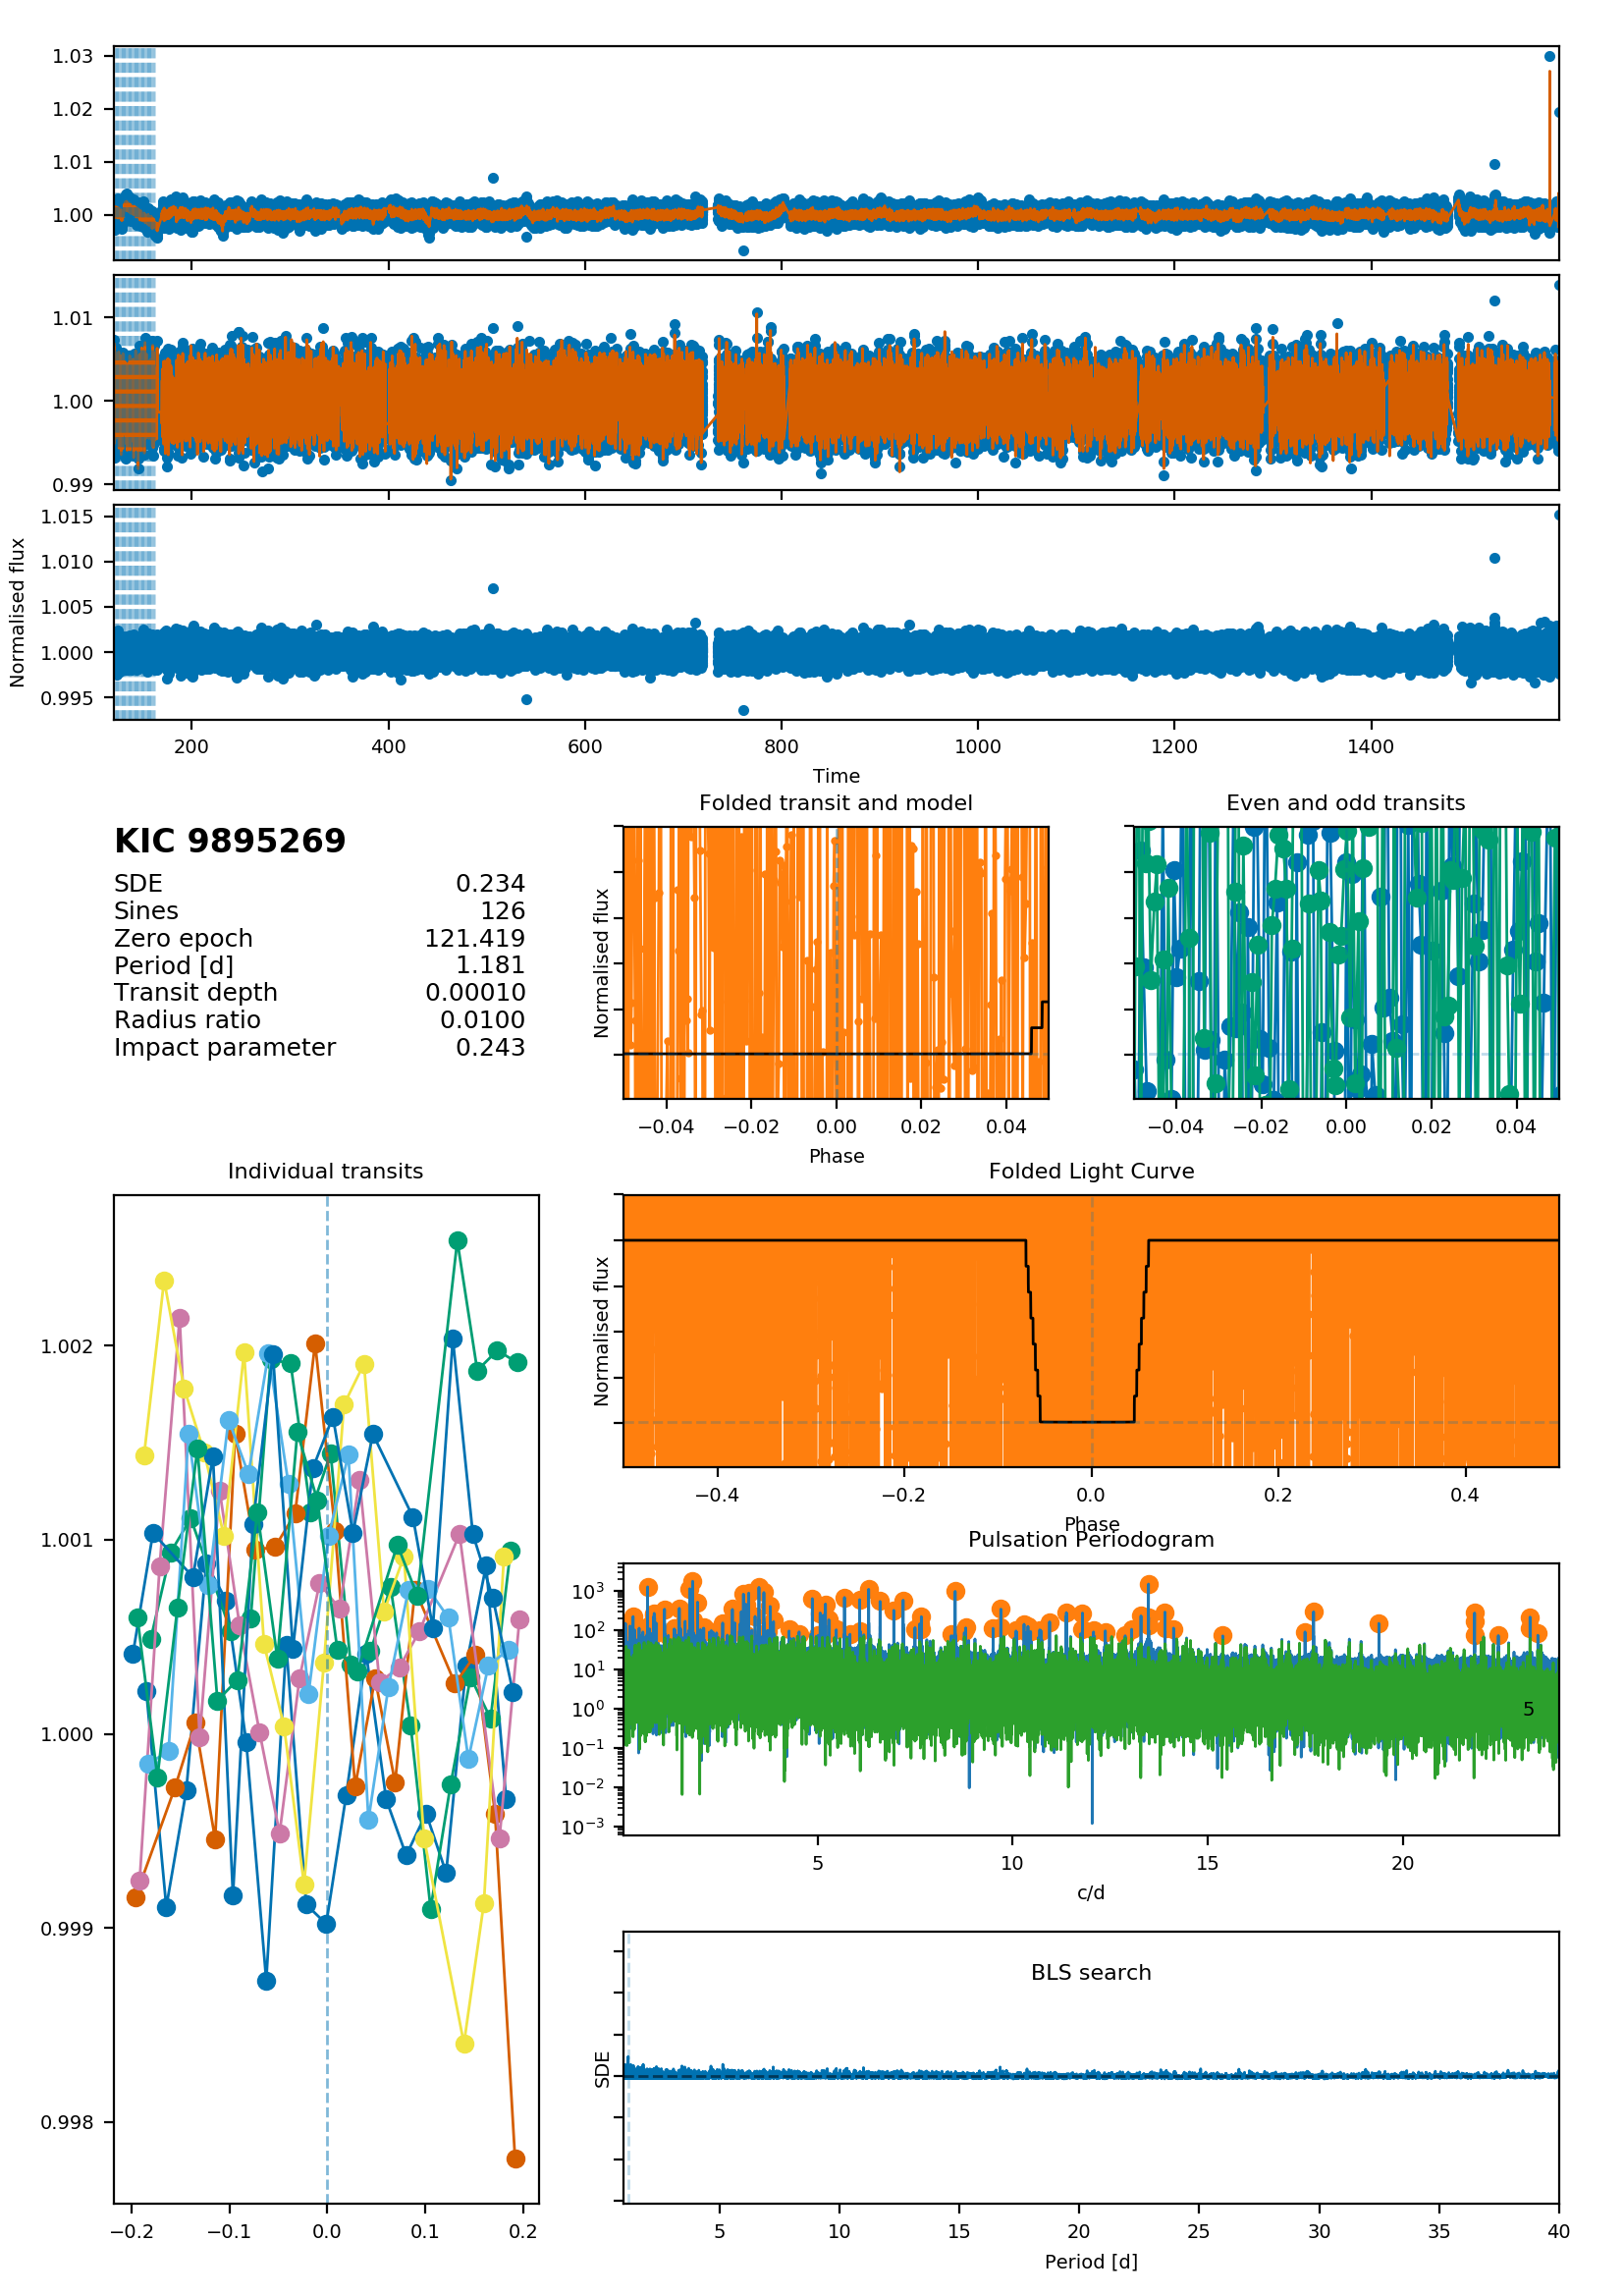 1.03
1.02
1.01
1.00
1.01
1.00
0.99
1.015
1.010
1.005
1.000
0.995
Normalised flux
200 400 600 800 1000 1200 1400
Time
KIC 9895269
SDE 0.234
Sines 126
Zero epoch 121.419
Period [d] 1.181
Transit depth 0.00010
Radius ratio 0.0100
Impact parameter 0.243
Folded transit and model
Normalised flux
−0.04 −0.02 0.00 0.02 0.04
Phase
Even and odd transits
−0.04 −0.02 0.00 0.02 0.04
Individual transits
1.002
1.001
1.000
0.999
0.998
−0.2 −0.1 0.0 0.1 0.2
Folded Light Curve
Normalised flux
−0.4 −0.2 0.0 0.2 0.4
Phase
Pulsation Periodogram
10³
10²
10¹
10⁰
10⁻¹
10⁻²
10⁻³
5
5 10 15 20
c/d
BLS search
SDE
5 10 15 20 25 30 35 40
Period [d]